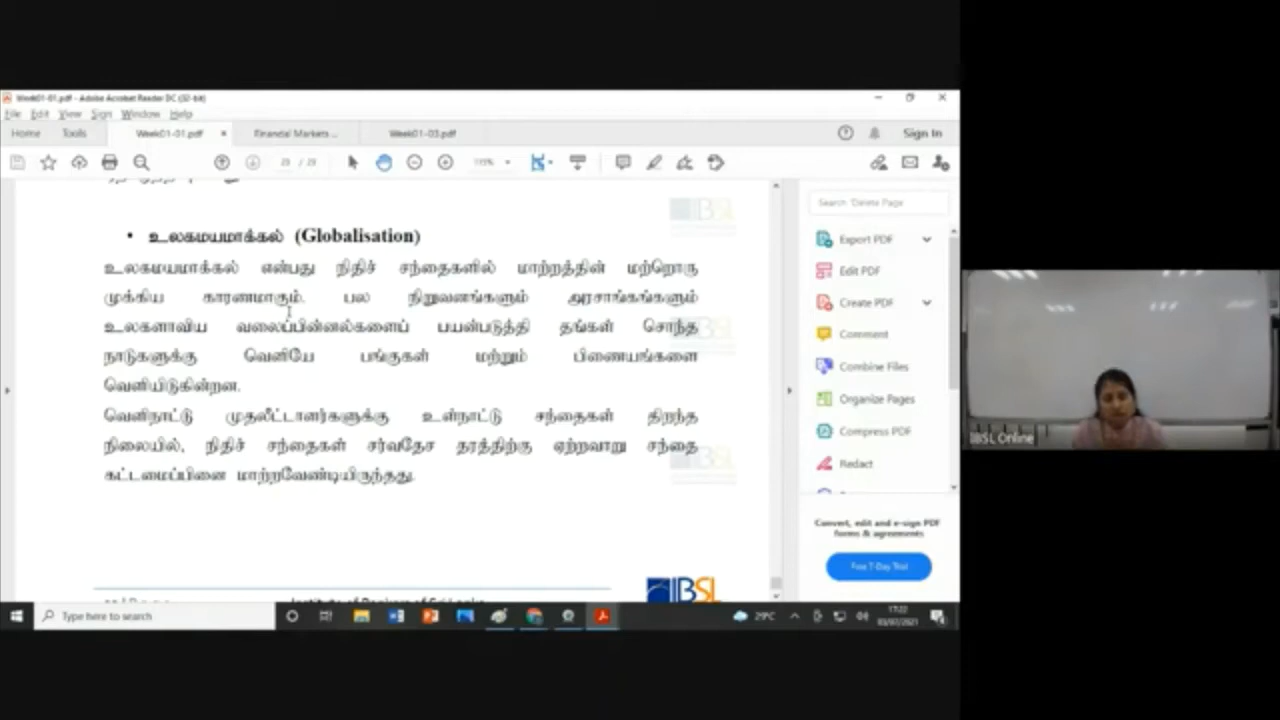 Week01-01.pdf - Adobe Acrobat Reader DC (32-bit)
File Edit View Sign Window Help
Home Tools Week01-01.pdf × Financial Markets ... Week01-03.pdf Sign In
Search 'Delete Page
• உலகமயமாக்கல் (Globalisation)
உலகமயமாக்கல் என்பது நிதிச் சந்தைகளில் மாற்றத்தின் மற்றொரு
முக்கிய காரணமாகும். பல நிறுவனங்களும் அரசாங்கங்களும்
உலகளாவிய வலைப்பின்னல்களைப் பயன்படுத்தி தங்கள் சொந்த
நாடுகளுக்கு வெளியே பங்குகள் மற்றும் பிணையங்களை
வெளியிடுகின்றன.
வெளிநாட்டு முதலீட்டாளர்களுக்கு உள்நாட்டு சந்தைகள் திறந்த
நிலையில், நிதிச் சந்தைகள் சர்வதேச தரத்திற்கு ஏற்றவாறு சந்தை
கட்டமைப்பினை மாற்றவேண்டியிருந்தது.
IBSL
Export PDF
Edit PDF
Create PDF
Comment
Combine Files
Organize Pages
Compress PDF
Redact
Convert, edit and e-sign PDF
forms & agreements
Free 7-Day Trial
IBSL Online
Type here to search
29°C
17:22
03/07/2021